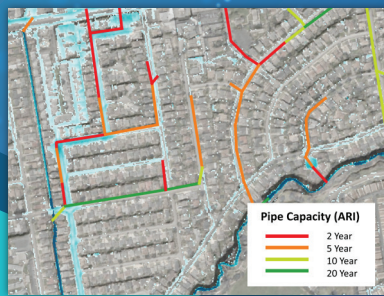 Pipe Capacity (ARI)
2 Year
5 Year
10 Year
20 Year